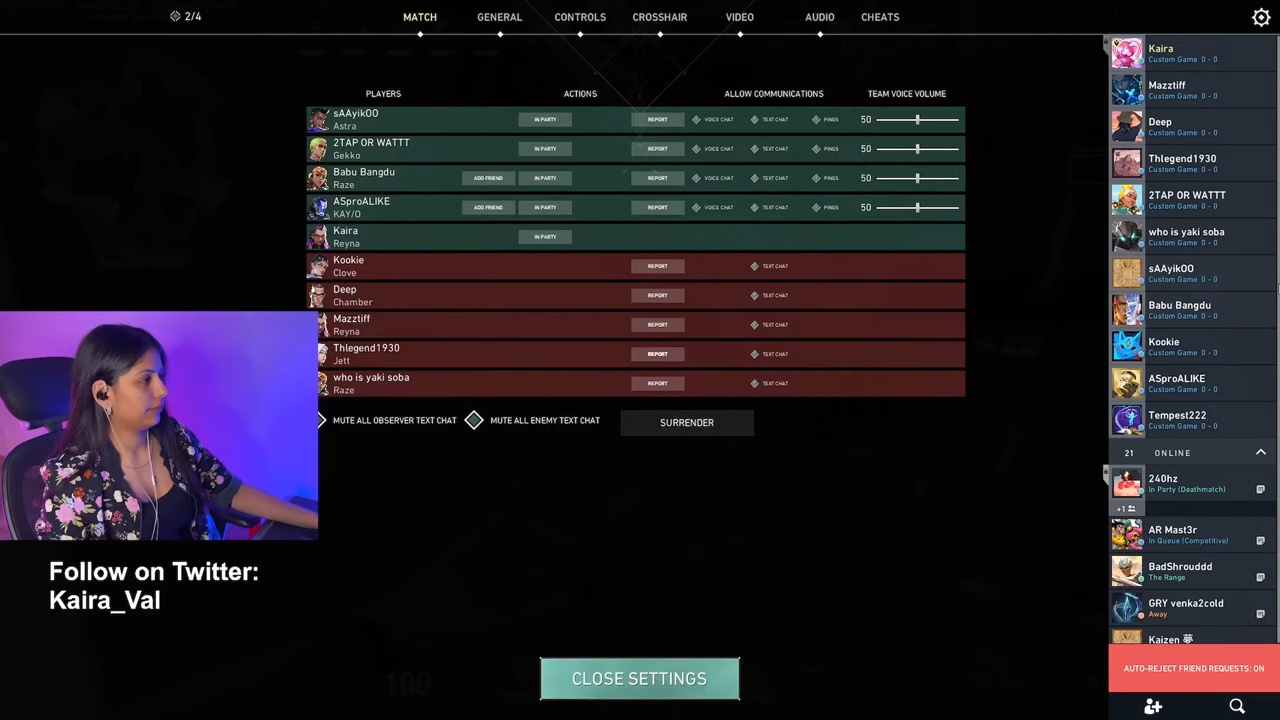 2/4
MATCH
GENERAL
CONTROLS
CROSSHAIR
VIDEO
AUDIO
CHEATS
PLAYERS
ACTIONS
ALLOW COMMUNICATIONS
TEAM VOICE VOLUME
sAAyikOO
Astra
IN PARTY
REPORT
VOICE CHAT
TEXT CHAT
PINGS
50
2TAP OR WATTT
Gekko
IN PARTY
REPORT
VOICE CHAT
TEXT CHAT
PINGS
50
Babu Bangdu
Raze
ADD FRIEND
IN PARTY
REPORT
VOICE CHAT
TEXT CHAT
PINGS
50
ASproALIKE
KAY/O
ADD FRIEND
IN PARTY
REPORT
VOICE CHAT
TEXT CHAT
PINGS
50
Kaira
Reyna
IN PARTY
Kookie
Clove
REPORT
TEXT CHAT
Deep
Chamber
REPORT
TEXT CHAT
Mazztiff
Reyna
REPORT
TEXT CHAT
Thlegend1930
Jett
REPORT
TEXT CHAT
who is yaki soba
Raze
REPORT
TEXT CHAT
MUTE ALL OBSERVER TEXT CHAT
MUTE ALL ENEMY TEXT CHAT
SURRENDER
100
CLOSE SETTINGS
Follow on Twitter:
Kaira_Val
Kaira
Custom Game 0 - 0
Mazztiff
Custom Game 0 - 0
Deep
Custom Game 0 - 0
Thlegend1930
Custom Game 0 - 0
2TAP OR WATTT
Custom Game 0 - 0
who is yaki soba
Custom Game 0 - 0
sAAyikOO
Custom Game 0 - 0
Babu Bangdu
Custom Game 0 - 0
Kookie
Custom Game 0 - 0
ASproALIKE
Custom Game 0 - 0
Tempest222
Custom Game 0 - 0
21 ONLINE
240hz
In Party (Deathmatch)
+1
AR Mast3r
In Queue (Competitive)
BadShrouddd
The Range
GRY venka2cold
Away
Kaizen 夢
AUTO-REJECT FRIEND REQUESTS: ON